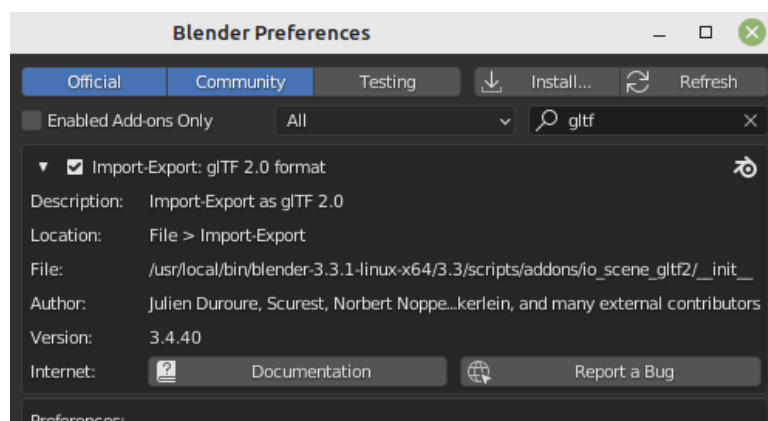 Blender Preferences
Official Community Testing Install... Refresh
Enabled Add-ons Only All gltf
Import-Export: glTF 2.0 format
Description: Import-Export as glTF 2.0
Location: File > Import-Export
File: /usr/local/bin/blender-3.3.1-linux-x64/3.3/scripts/addons/io_scene_gltf2/__init__
Author: Julien Duroure, Scurest, Norbert Noppe...kerlein, and many external contributors
Version: 3.4.40
Internet: Documentation Report a Bug
Preferences: